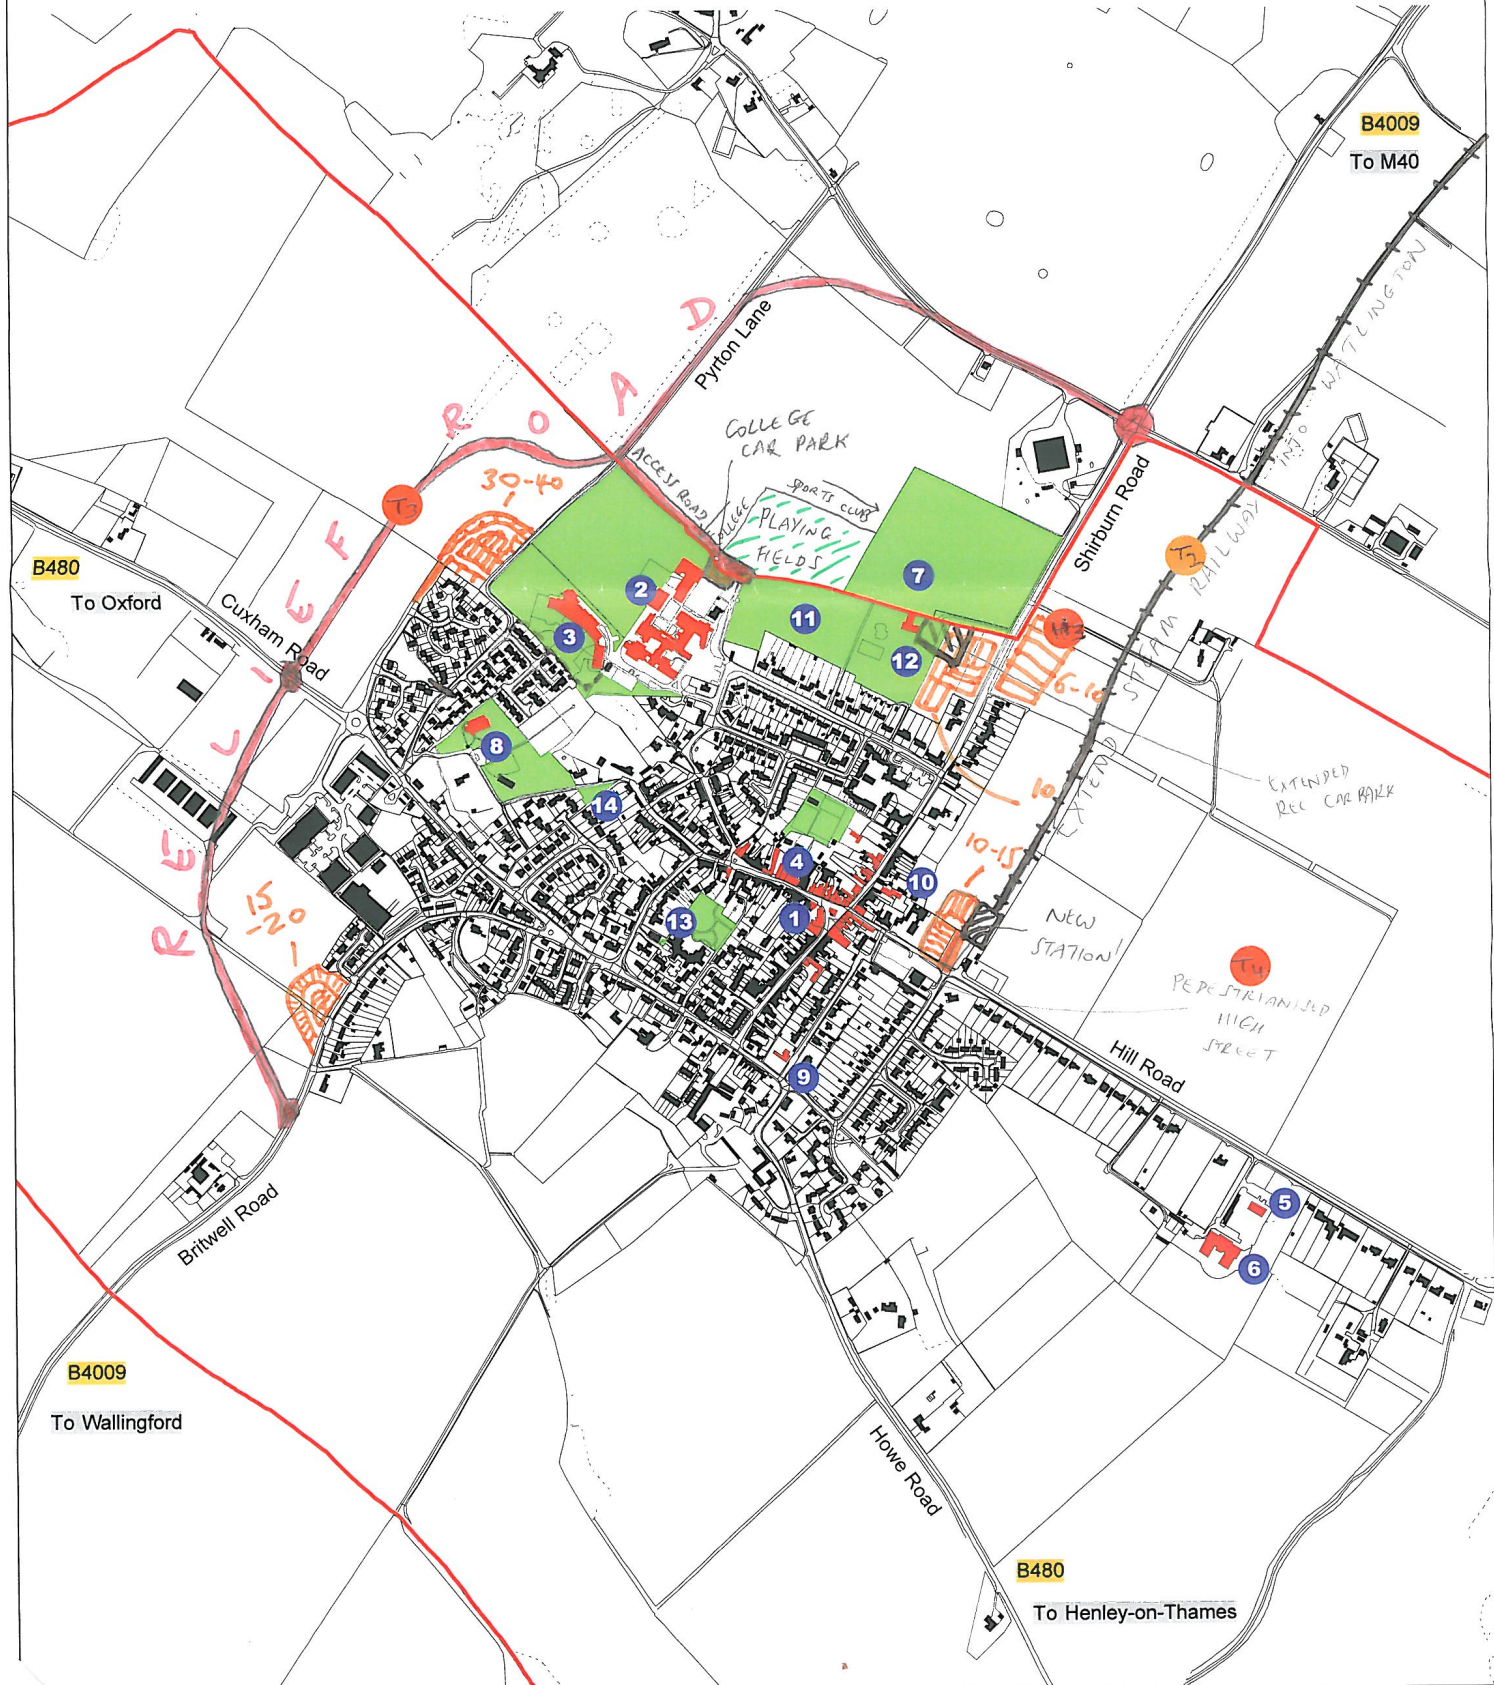 B4009
To M40
EXTEND STEAM RAILWAY INTO WATLINGTON
RELIEF ROAD
Pyrton Lane
COLLEGE
CAR PARK
ACCESS ROAD
COLLEGE
SPORTS CLUB
PLAYING
FIELDS
Shirburn Road
T3
30-40
T2
B480
To Oxford
Cuxham Road
2
7
3
11
12
6-10
8
14
10
EXTENDED
REC CAR PARK
4
10-15
10
15
-20
13
1
NEW
STATION!
T4
PEDESTRIANISED
HIGH
STREET
Hill Road
9
5
6
Britwell Road
B4009
To Wallingford
Howe Road
B480
To Henley-on-Thames